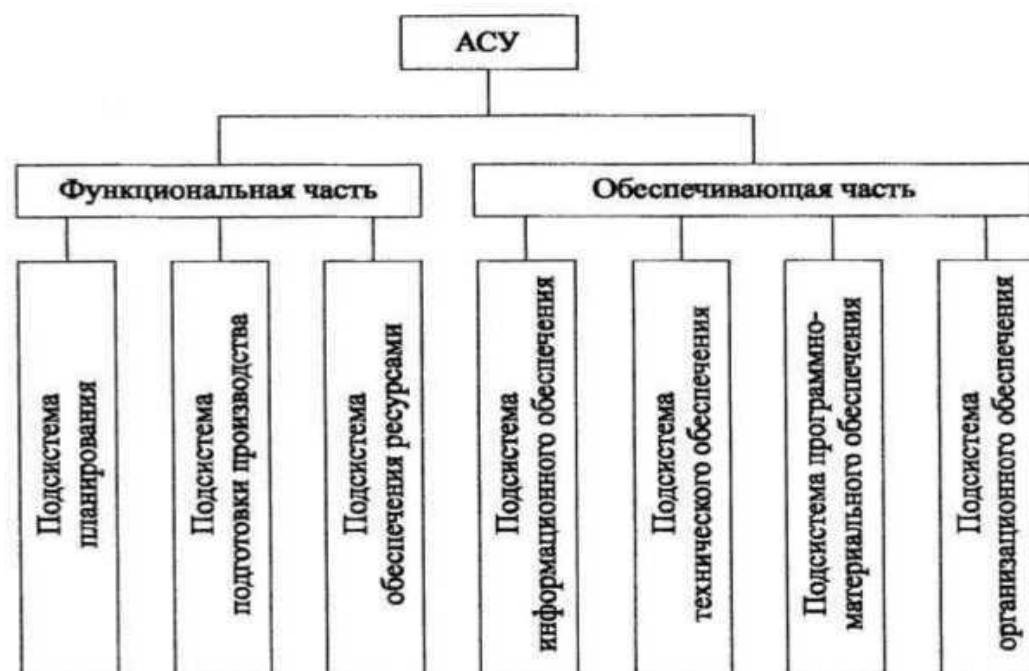 АСУ
Функциональная часть
Обеспечивающая часть
Подсистема
планирования
Подсистема
подготовки производства
Подсистема
обеспечения ресурсами
Подсистема
информационного обеспечения
Подсистема
технического обеспечения
Подсистема программно-
материального обеспечения
Подсистема
организационного обеспечения